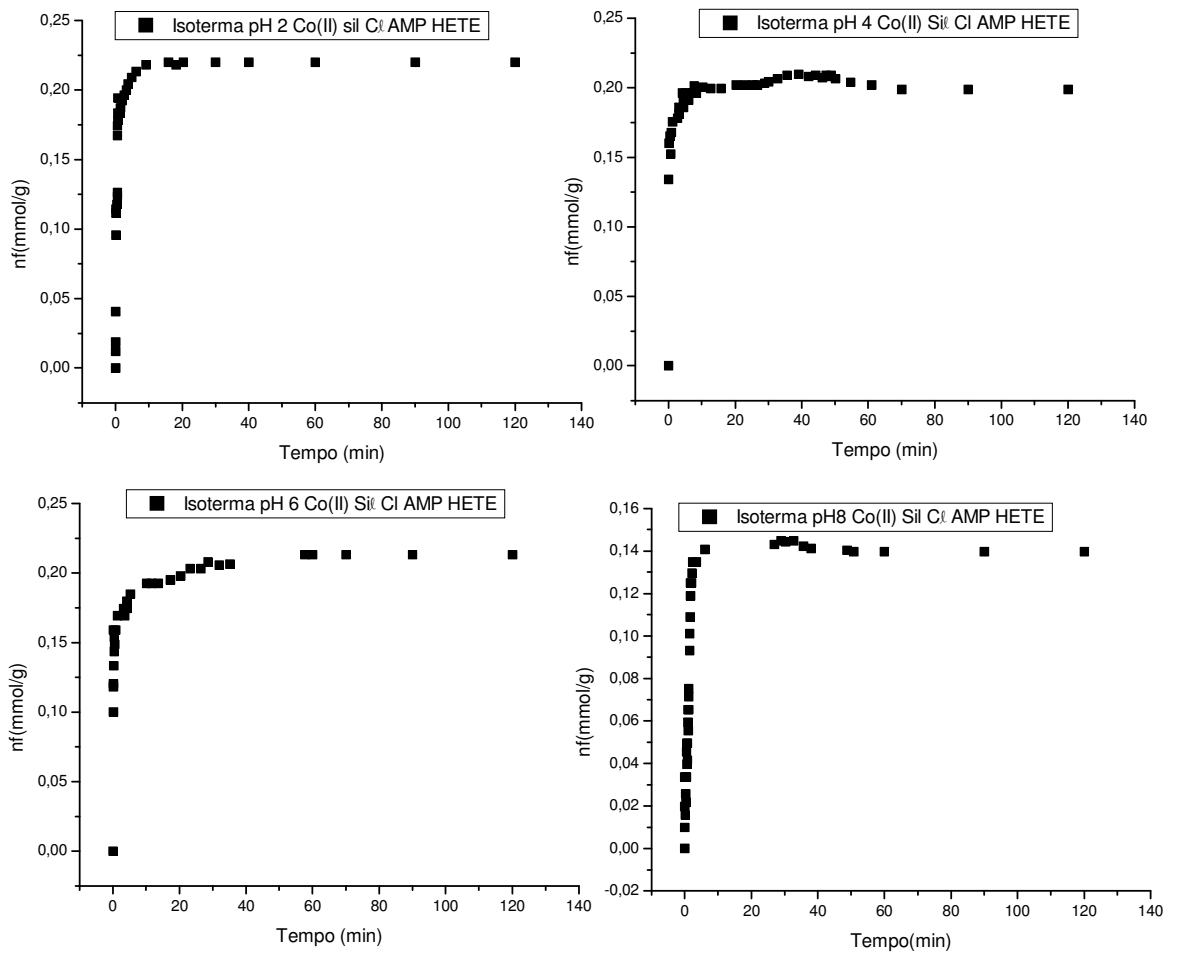 Isoterma pH 2 Co(II) sil Cℓ AMP HETE
0,25
0,20
0,15
0,10
0,05
0,00
nf(mmol/g)
0 20 40 60 80 100 120 140
Tempo (min)
Isoterma pH 4 Co(II) Siℓ Cl AMP HETE
0,25
0,20
0,15
0,10
0,05
0,00
nf(mmol/g)
0 20 40 60 80 100 120 140
Tempo (min)
Isoterma pH 6 Co(II) Siℓ Cl AMP HETE
0,25
0,20
0,15
0,10
0,05
0,00
nf(mmol/g)
0 20 40 60 80 100 120 140
Tempo (min)
Isoterma pH8 Co(II) Sil Cℓ AMP HETE
0,16
0,14
0,12
0,10
0,08
0,06
0,04
0,02
0,00
-0,02
nf(mmol/g)
0 20 40 60 80 100 120 140
Tempo(min)